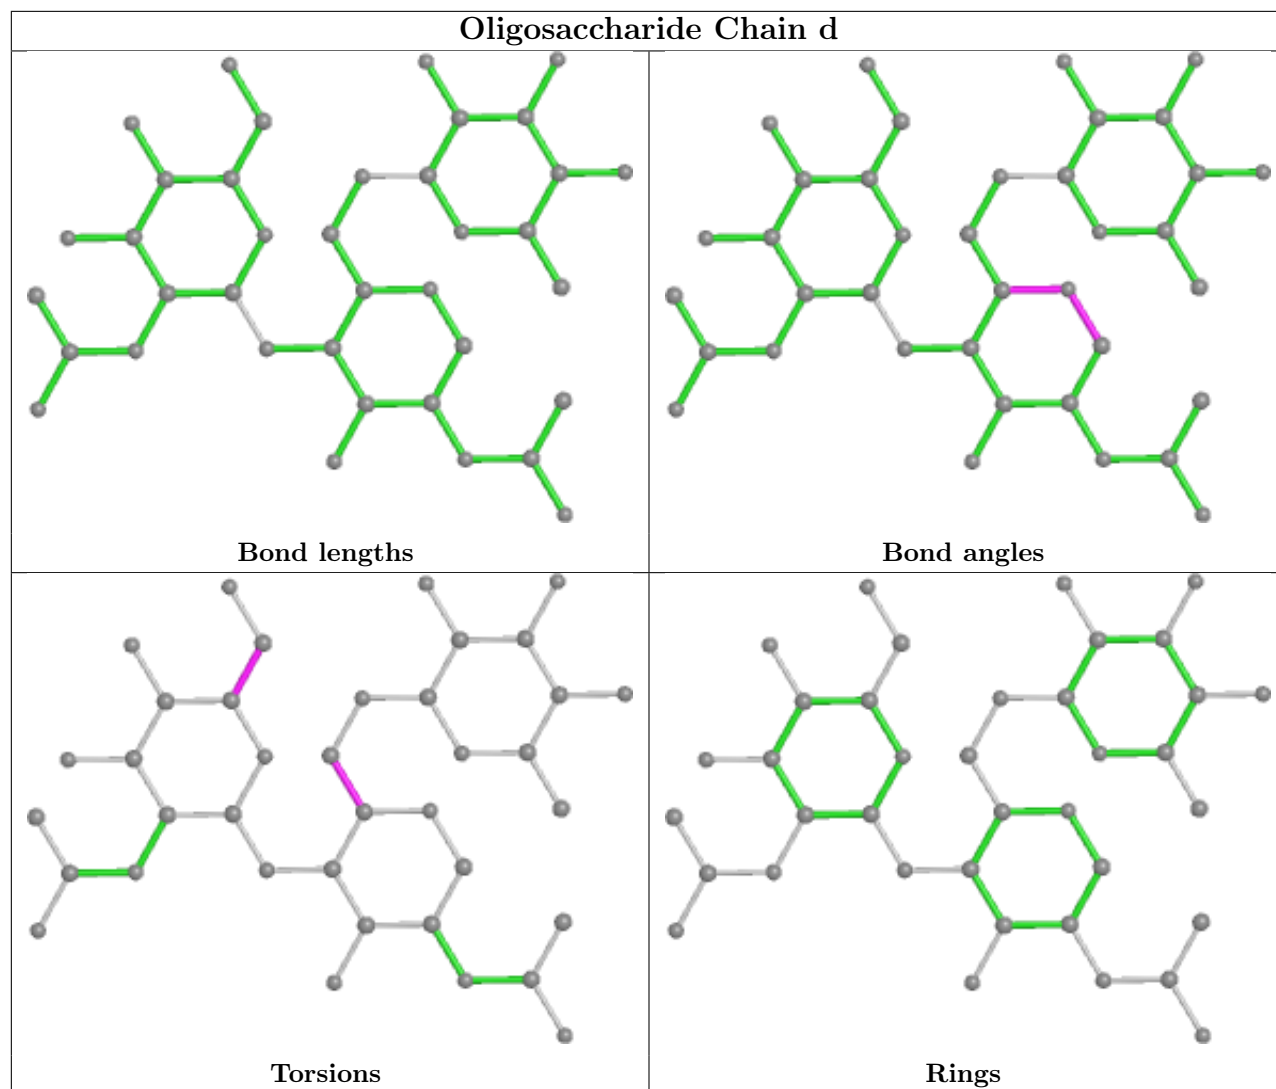 Oligosaccharide Chain d
Bond lengths
Bond angles
Torsions
Rings